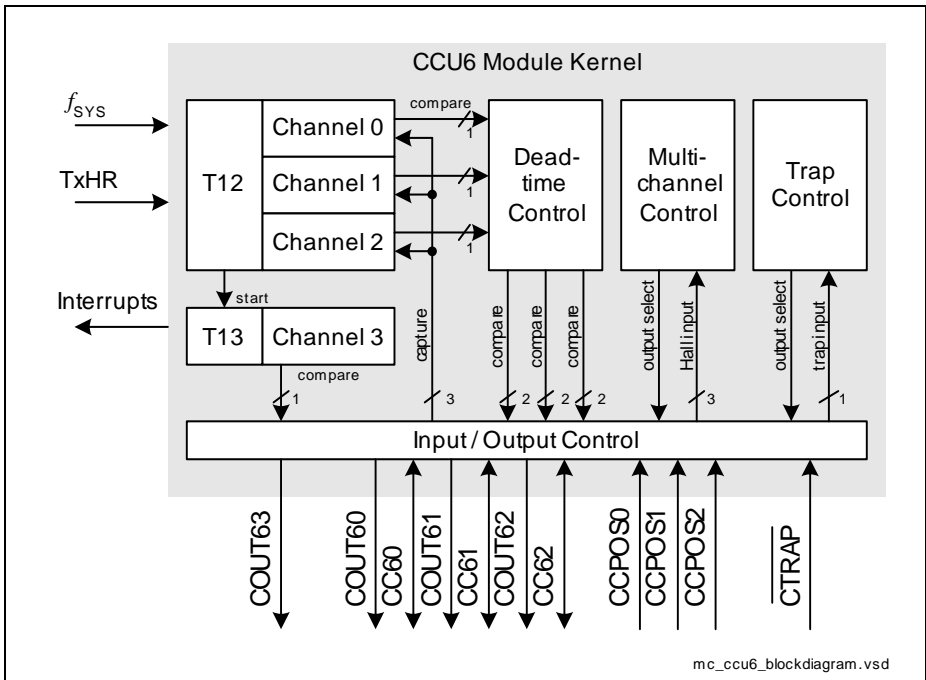 CCU6 Module Kernel
fSYS
TxHR
Interrupts
T12
Channel 0
Channel 1
Channel 2
compare
1
1
1
Dead-
time
Control
Multi-
channel
Control
Trap
Control
start
T13
Channel 3
compare
1
capture
3
compare
2
compare
2
compare
2
output select
Hall input
3
output select
trap input
1
Input / Output Control
COUT63
COUT60
CC60
COUT61
CC61
COUT62
CC62
CCPOS0
CCPOS1
CCPOS2
CTRAP
mc_ccu6_blockdiagram.vsd